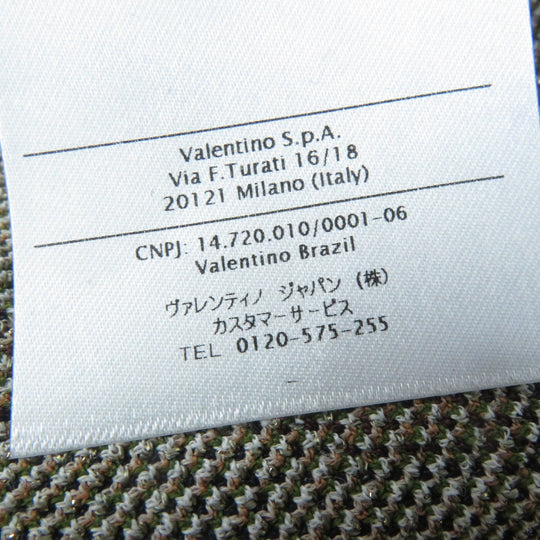 Valentino S.p.A.
Via F.Turati 16/18
20121 Milano (Italy)
CNPJ: 14.720.010/0001-06
Valentino Brazil
ヴァレンティノ ジャパン (株)
カスタマーサービス
TEL 0120-575-255